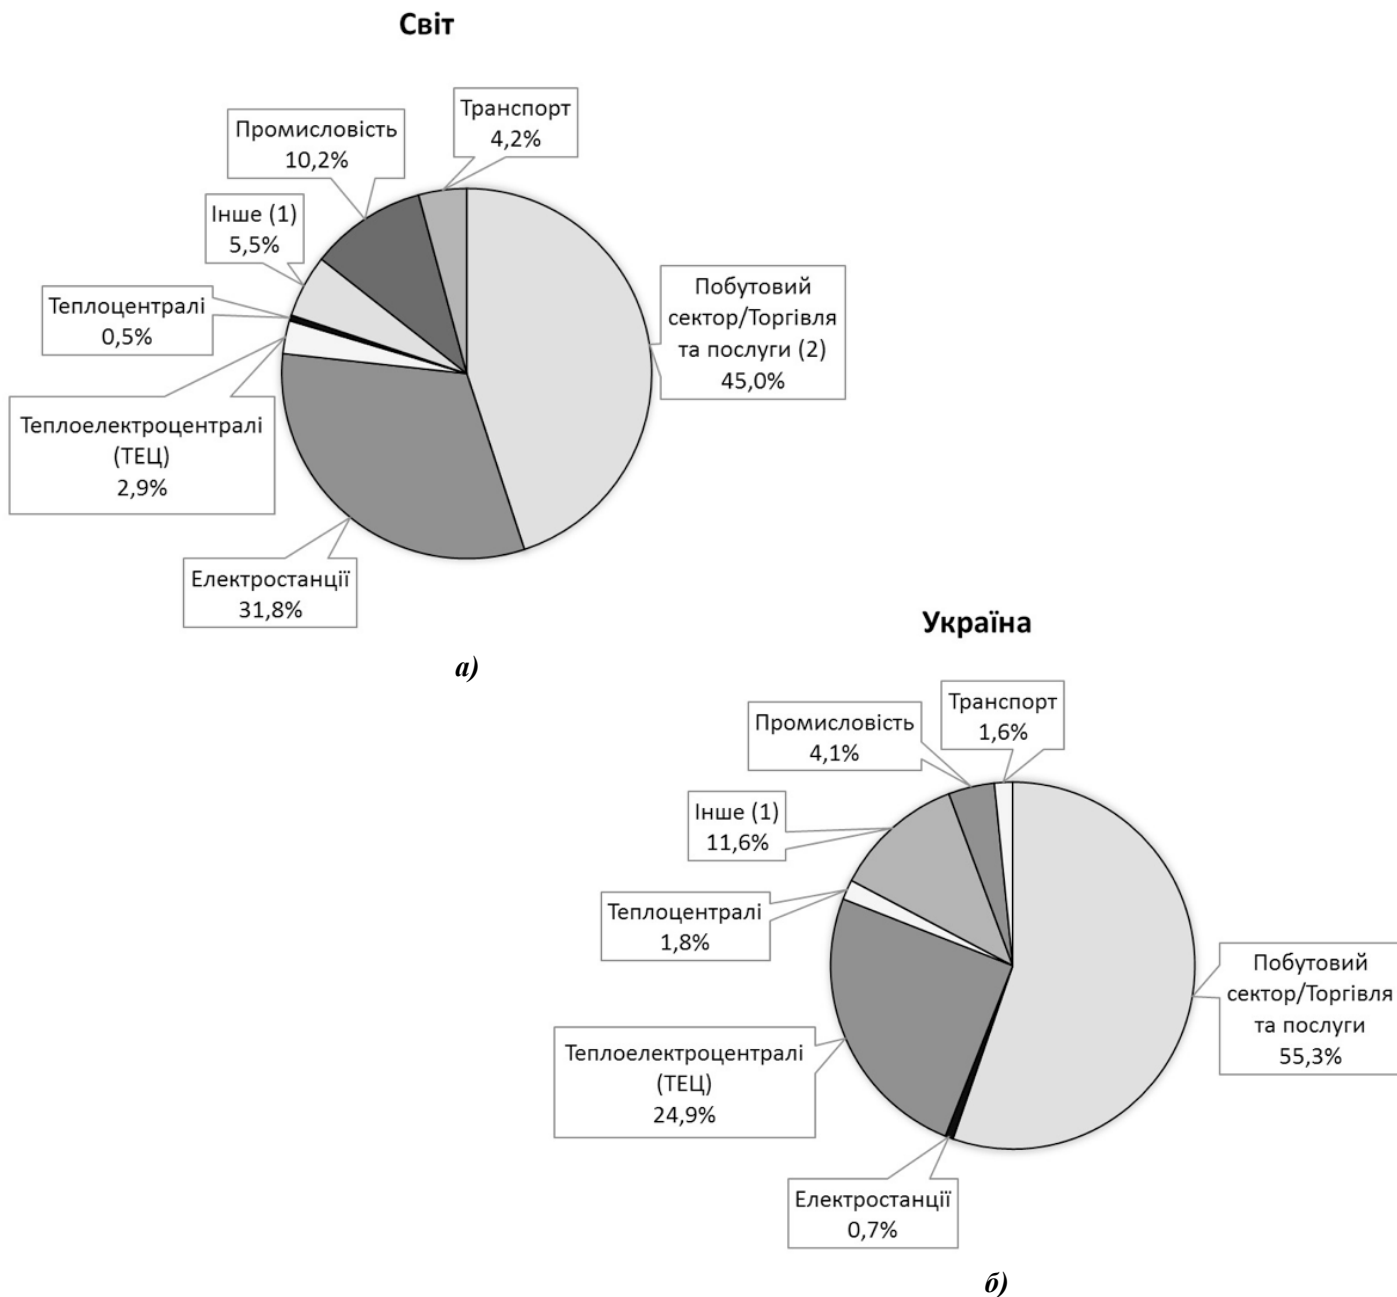 Світ
Транспорт
4,2%
Промисловість
10,2%
Інше (1)
5,5%
Теплоцентралі
0,5%
Побутовий
сектор/Торгівля
та послуги (2)
45,0%
Теплоелектроцентралі
(ТЕЦ)
2,9%
Електростанції
31,8%
а)
Україна
Транспорт
1,6%
Промисловість
4,1%
Інше (1)
11,6%
Теплоцентралі
1,8%
Побутовий
сектор/Торгівля
та послуги
55,3%
Теплоелектроцентралі
(ТЕЦ)
24,9%
Електростанції
0,7%
б)